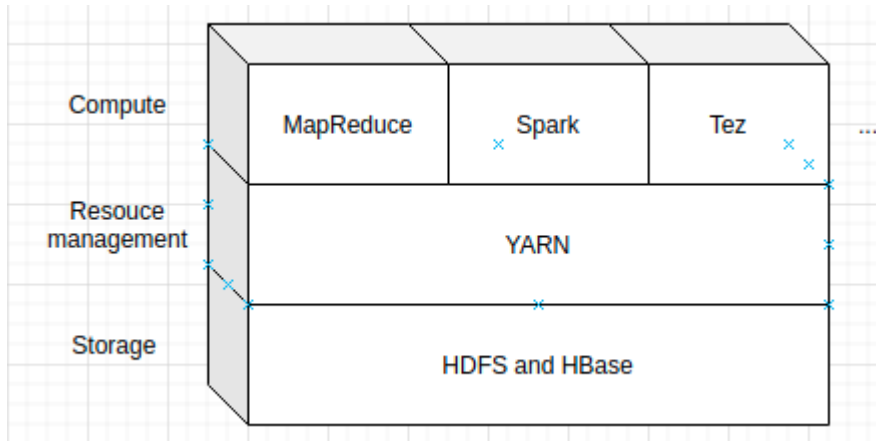 Compute
MapReduce
Spark
Tez
...
Resouce
management
YARN
Storage
HDFS and HBase